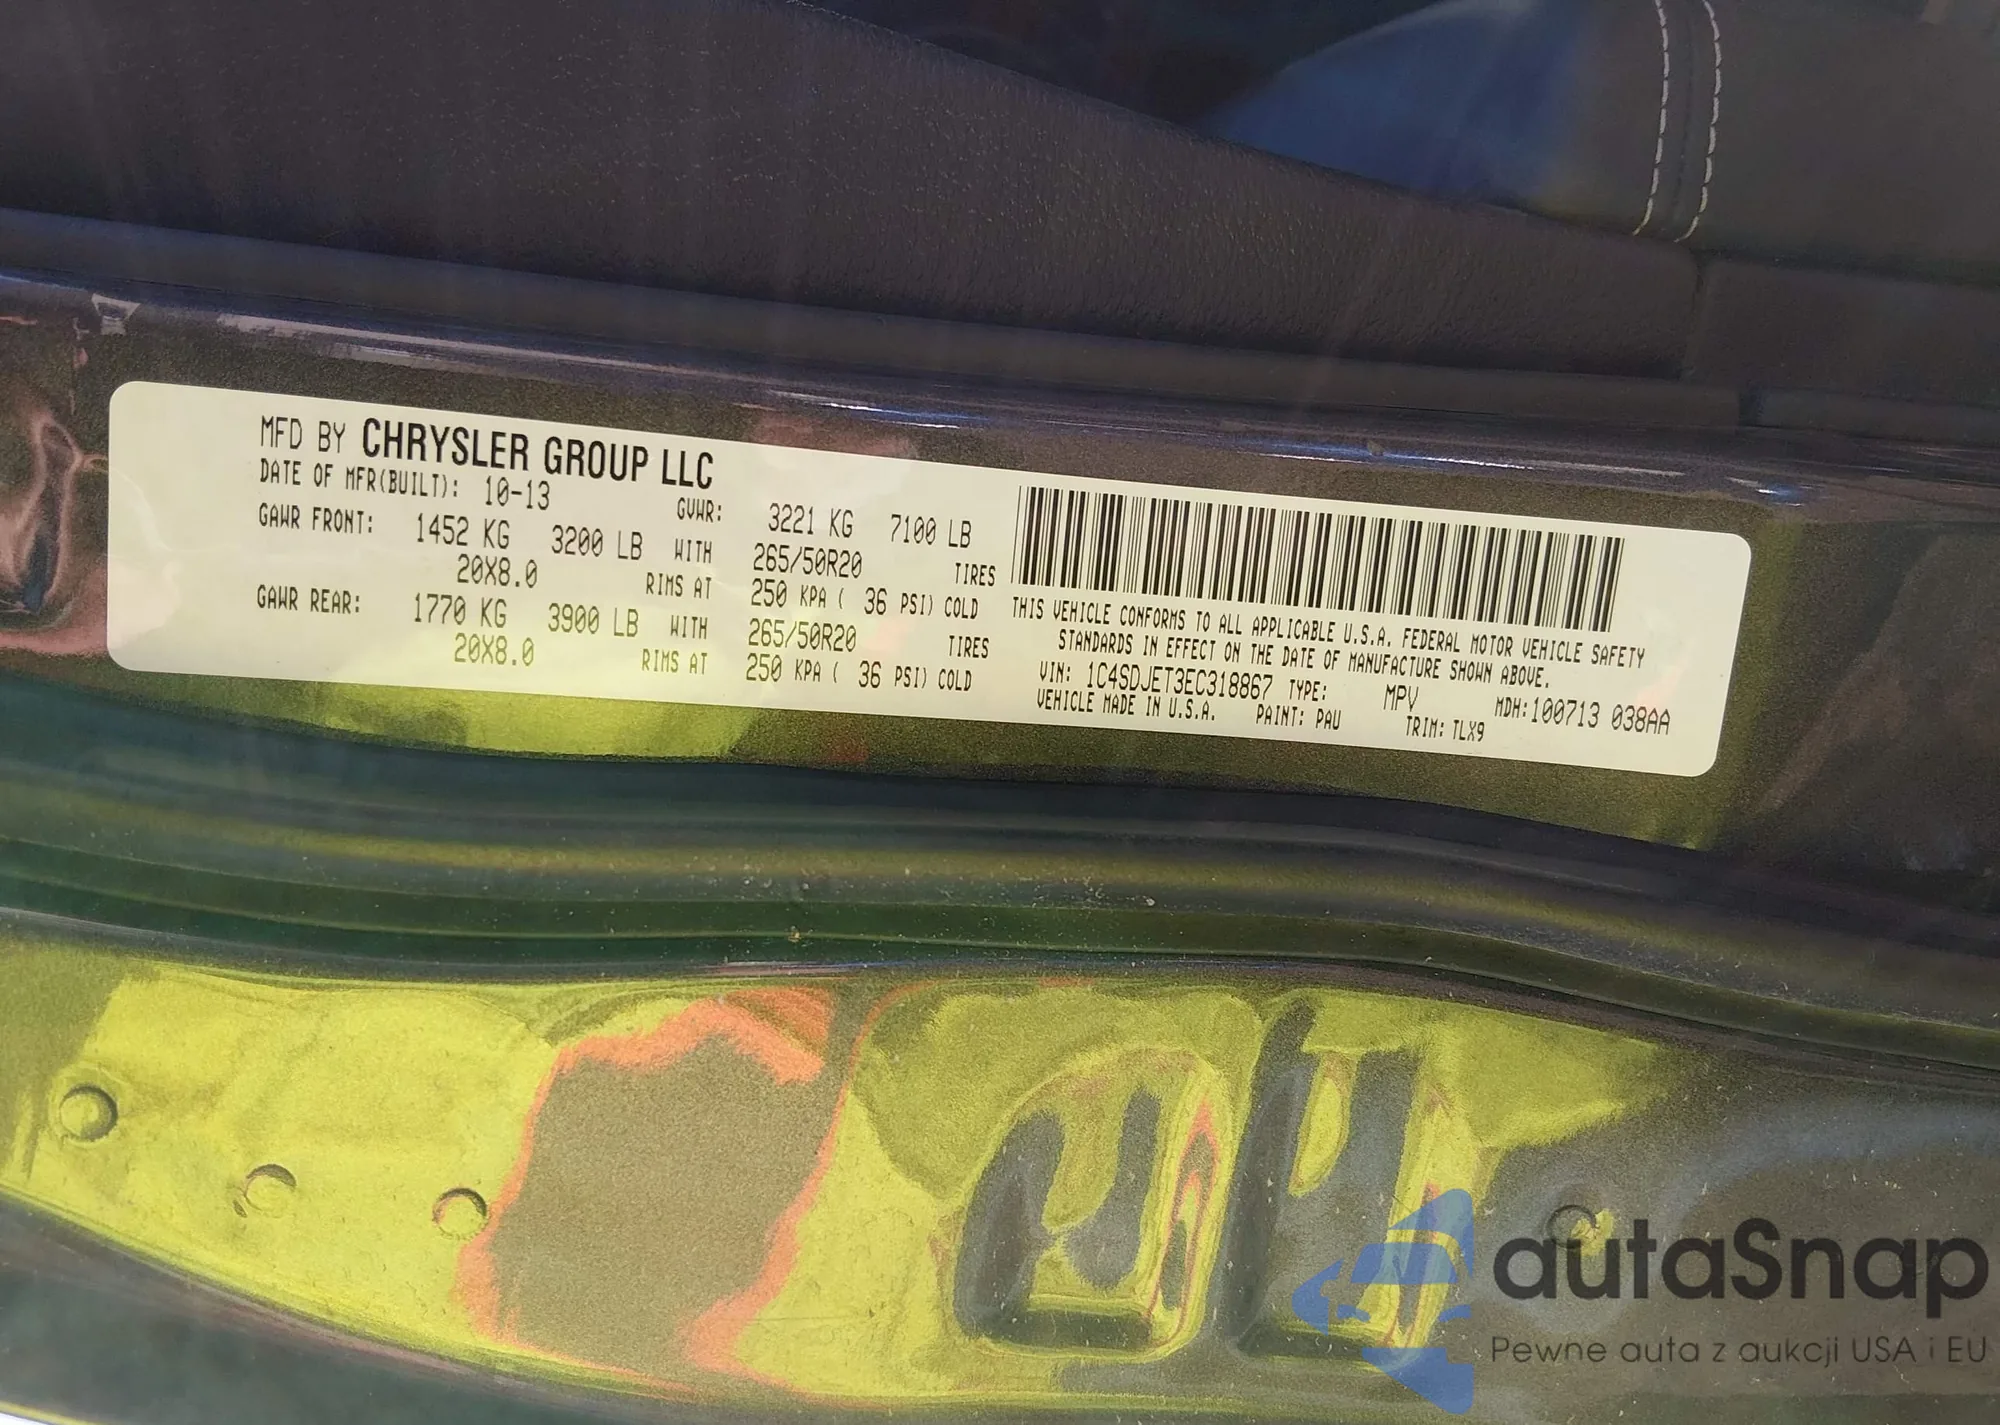 MFD BY CHRYSLER GROUP LLC
DATE OF MFR(BUILT): 10-13 GVWR: 3221 KG 7100 LB
GAWR FRONT: 1452 KG 3200 LB WITH 265/50R20 TIRES
20X8.0 RIMS AT 250 KPA ( 36 PSI) COLD
GAWR REAR: 1770 KG 3900 LB WITH 265/50R20 TIRES
20X8.0 RIMS AT 250 KPA ( 36 PSI) COLD
THIS VEHICLE CONFORMS TO ALL APPLICABLE U.S.A. FEDERAL MOTOR VEHICLE SAFETY
STANDARDS IN EFFECT ON THE DATE OF MANUFACTURE SHOWN ABOVE.
VIN: 1C4SDJET3EC318867 TYPE: MPV MDH:100713 038AA
VEHICLE MADE IN U.S.A. PAINT: PAU TRIM: TLX9
autaSnap
Pewne auta z aukcji USA i EU